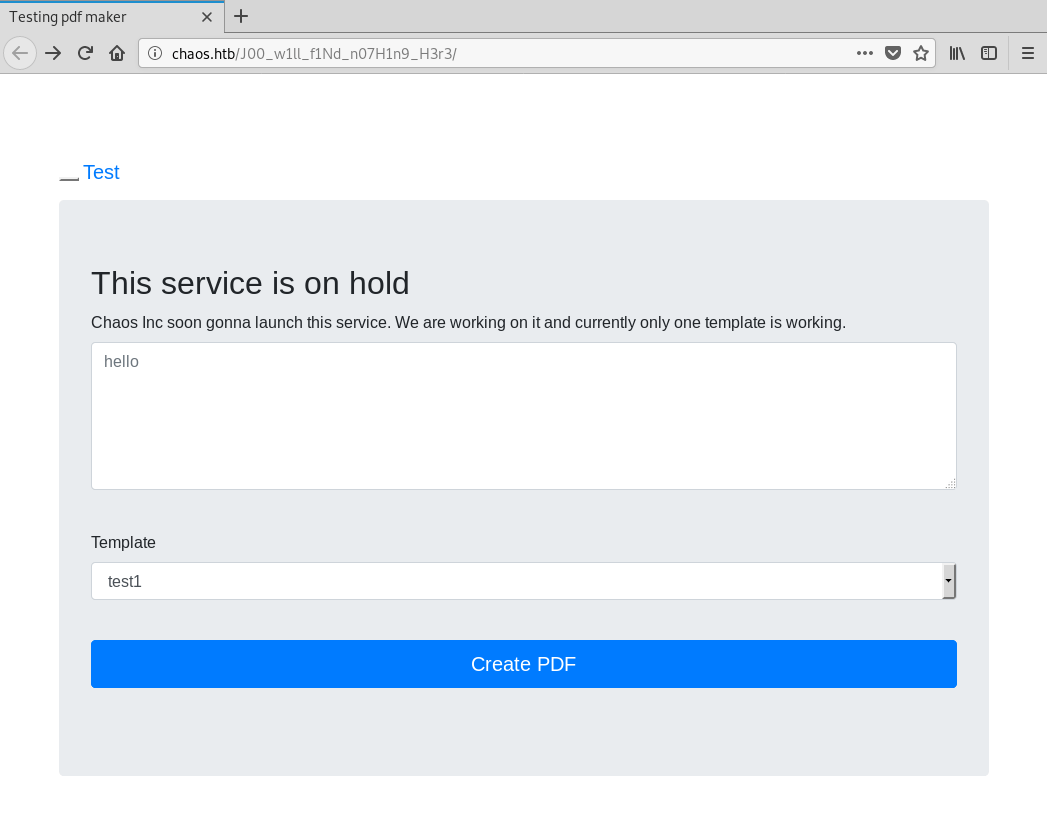 Testing pdf maker
chaos.htb/J00_w1ll_f1Nd_n07H1n9_H3r3/
Test
This service is on hold
Chaos Inc soon gonna launch this service. We are working on it and currently only one template is working.
hello
Template
test1
Create PDF